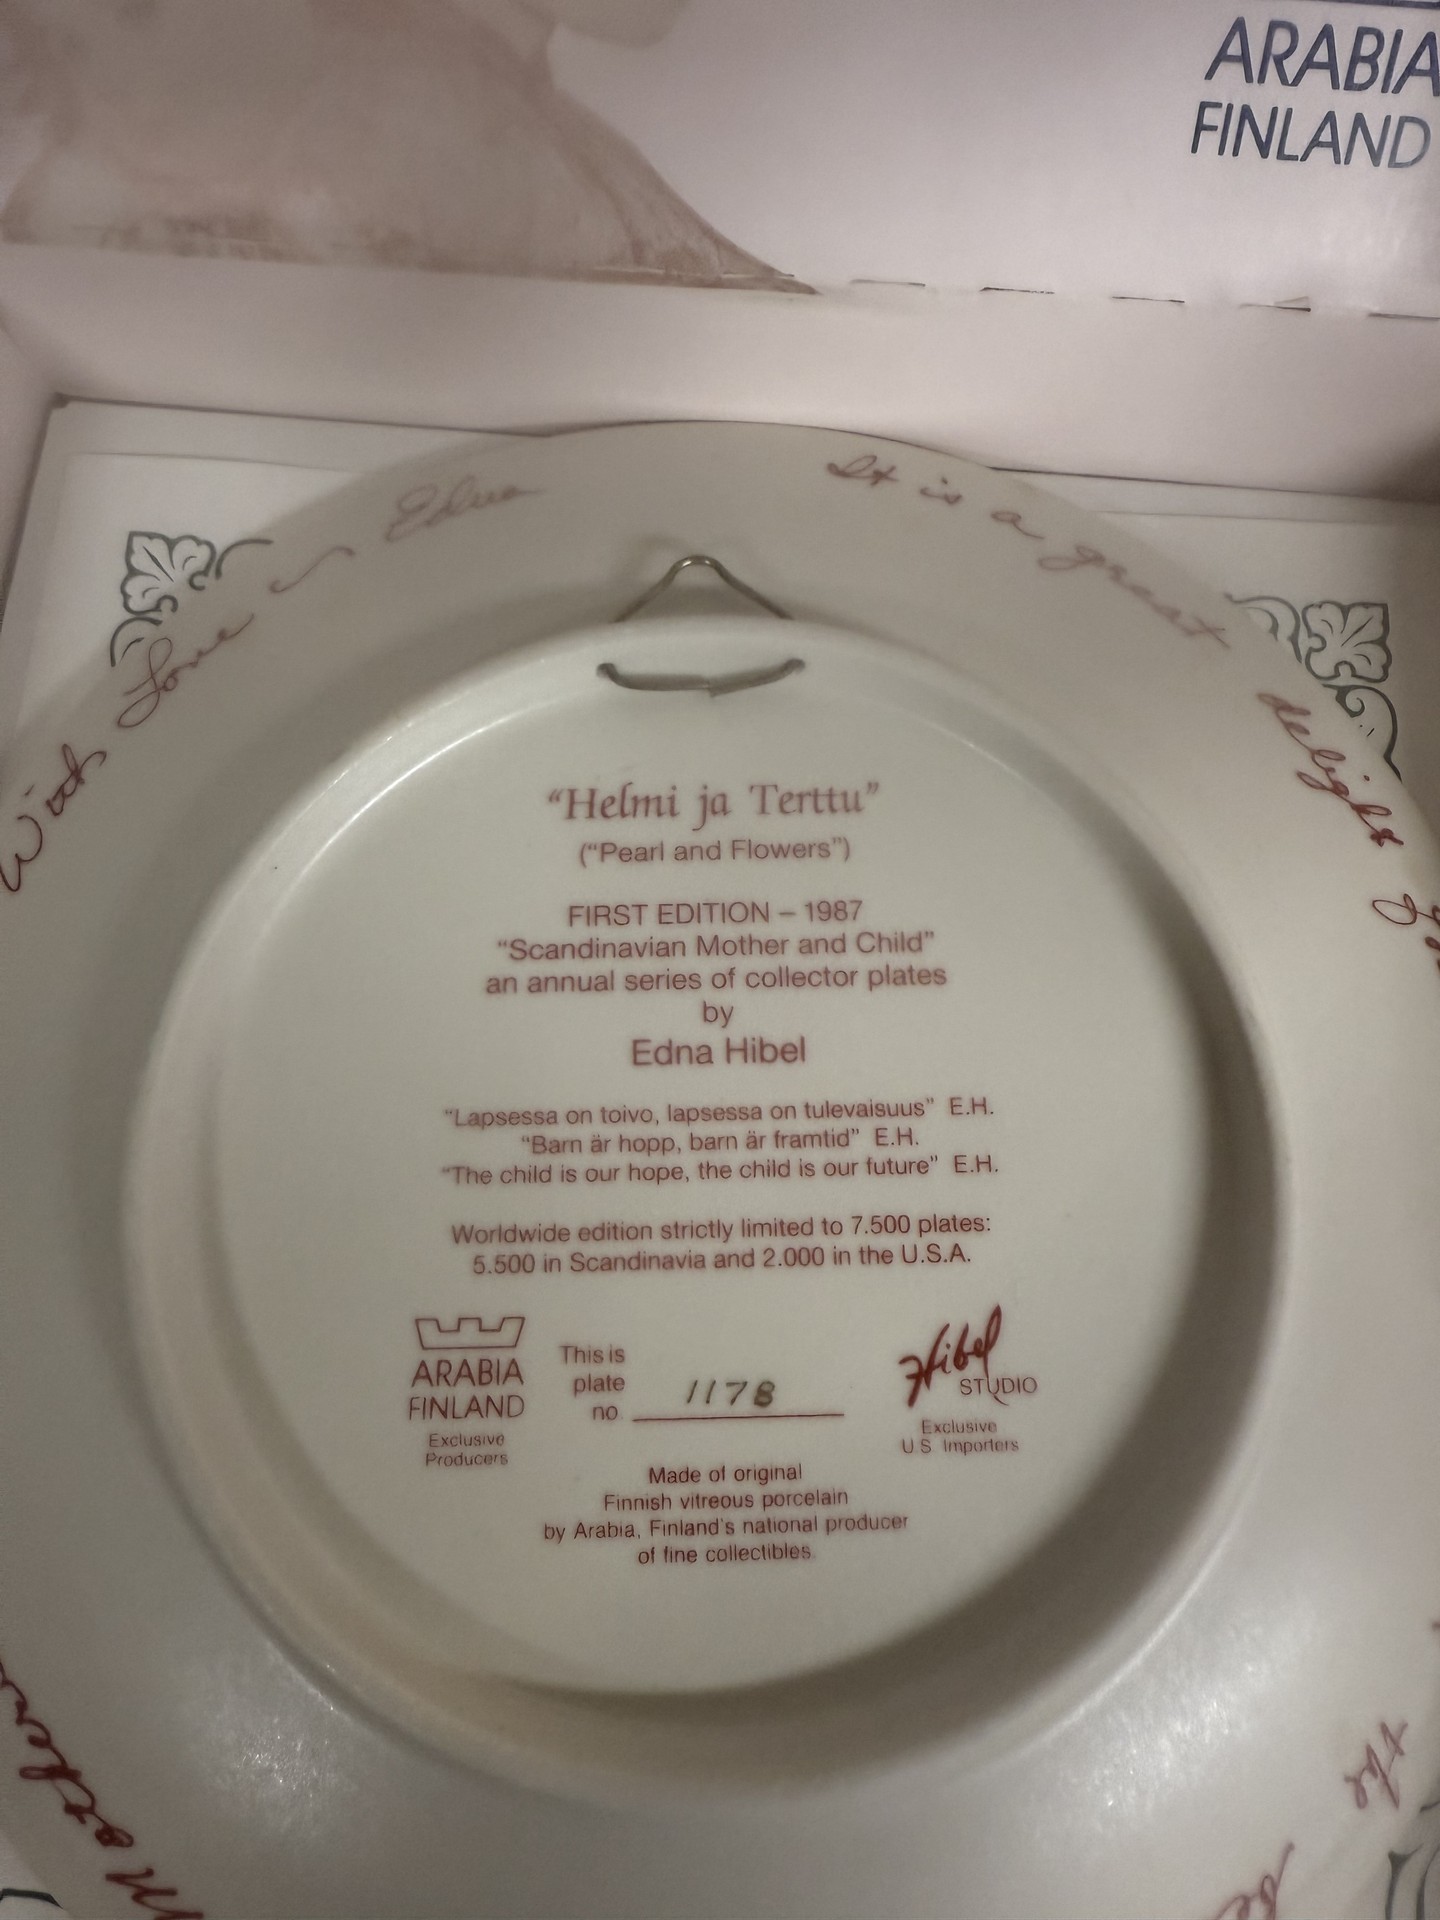 ARABIA
FINLAND
It is a great
delight
the
Mother
With Love Edna
"Helmi ja Terttu"
("Pearl and Flowers")
FIRST EDITION – 1987
"Scandinavian Mother and Child"
an annual series of collector plates
by
Edna Hibel
"Lapsessa on toivo, lapsessa on tulevaisuus" E.H.
"Barn är hopp, barn är framtid" E.H.
"The child is our hope, the child is our future" E.H.
Worldwide edition strictly limited to 7.500 plates:
5.500 in Scandinavia and 2.000 in the U.S.A.
ARABIA
FINLAND
Exclusive
Producers
This is
plate
no. 1178
Hibel
STUDIO
Exclusive
U.S. Importers
Made of original
Finnish vitreous porcelain
by Arabia, Finland's national producer
of fine collectibles.